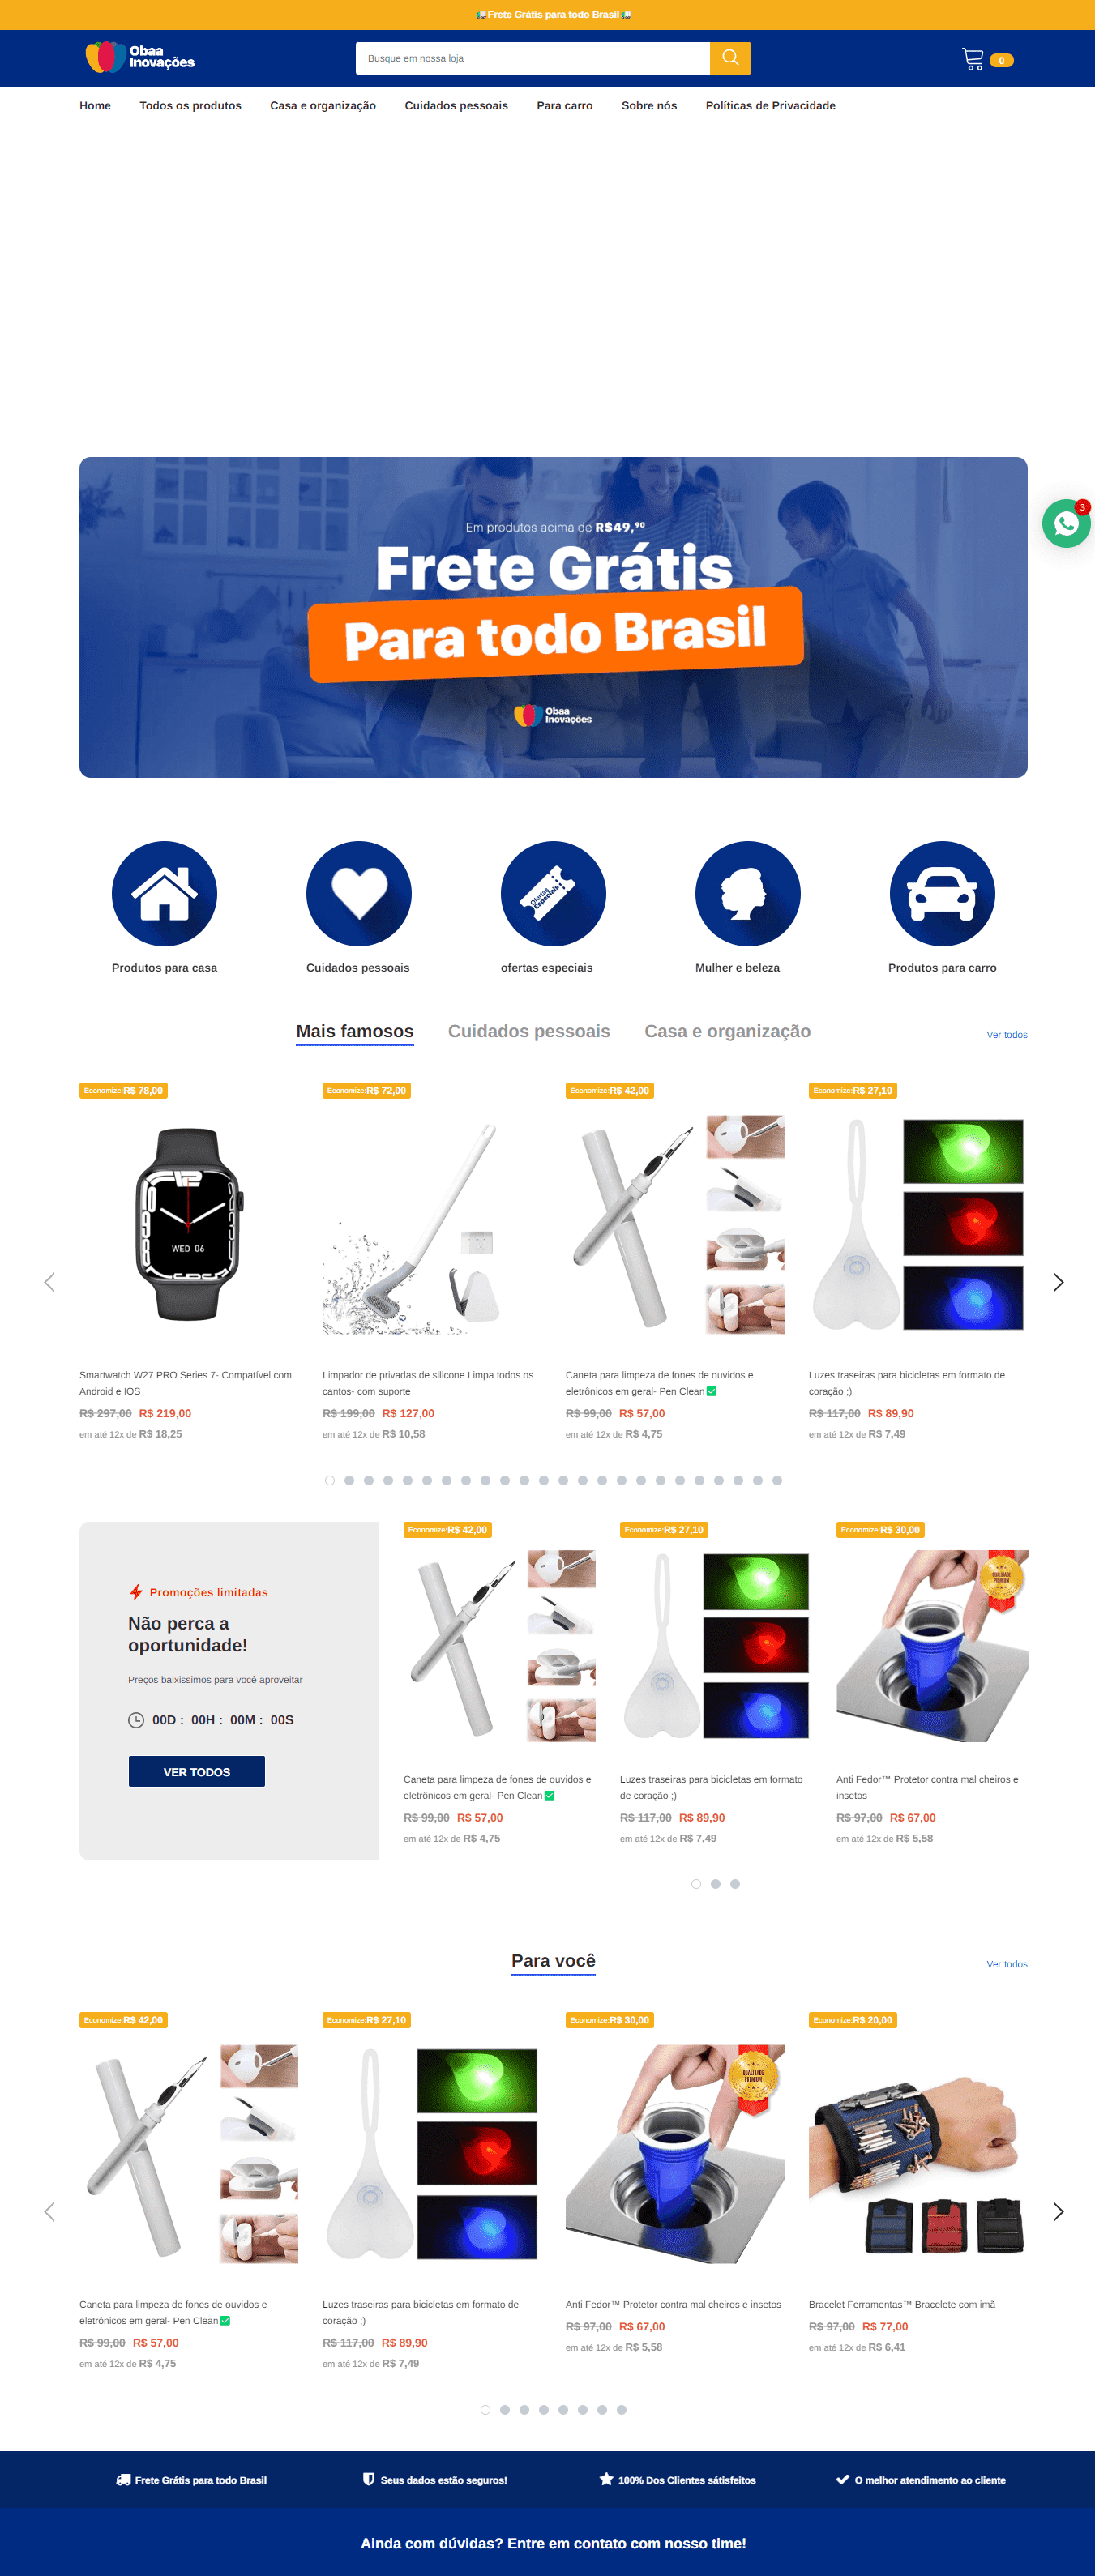 Frete Grátis para todo Brasil
Obaa
Inovações
Busque em nossa loja
0
Home Todos os produtos Casa e organização Cuidados pessoais Para carro Sobre nós Políticas de Privacidade
Em produtos acima de R$49,90
Frete Grátis
Para todo Brasil
Obaa
Inovações
3
Ofertas
Especiais
Produtos para casa Cuidados pessoais ofertas especiais Mulher e beleza Produtos para carro
Mais famosos Cuidados pessoais Casa e organização Ver todos
Economize:R$ 78,00 Economize:R$ 72,00 Economize:R$ 42,00 Economize:R$ 27,10
WED 06
Smartwatch W27 PRO Series 7- Compatível com
Android e IOS
R$ 297,00 R$ 219,00
em até 12x de R$ 18,25
Limpador de privadas de silicone Limpa todos os
cantos- com suporte
R$ 199,00 R$ 127,00
em até 12x de R$ 10,58
Caneta para limpeza de fones de ouvidos e
eletrônicos em geral- Pen Clean✅
R$ 99,00 R$ 57,00
em até 12x de R$ 4,75
Luzes traseiras para bicicletas em formato de
coração ;)
R$ 117,00 R$ 89,90
em até 12x de R$ 7,49
Promoções limitadas
Não perca a
oportunidade!
Preços baixissimos para você aproveitar
00D : 00H : 00M : 00S
VER TODOS
Economize:R$ 42,00 Economize:R$ 27,10 Economize:R$ 30,00
QUALIDADE
PREMIUM
Caneta para limpeza de fones de ouvidos e
eletrônicos em geral- Pen Clean✅
R$ 99,00 R$ 57,00
em até 12x de R$ 4,75
Luzes traseiras para bicicletas em formato
de coração ;)
R$ 117,00 R$ 89,90
em até 12x de R$ 7,49
Anti Fedor™ Protetor contra mal cheiros e
insetos
R$ 97,00 R$ 67,00
em até 12x de R$ 5,58
Para você Ver todos
Economize:R$ 42,00 Economize:R$ 27,10 Economize:R$ 30,00 Economize:R$ 20,00
QUALIDADE
PREMIUM
Caneta para limpeza de fones de ouvidos e
eletrônicos em geral- Pen Clean✅
R$ 99,00 R$ 57,00
em até 12x de R$ 4,75
Luzes traseiras para bicicletas em formato de
coração ;)
R$ 117,00 R$ 89,90
em até 12x de R$ 7,49
Anti Fedor™ Protetor contra mal cheiros e insetos
R$ 97,00 R$ 67,00
em até 12x de R$ 5,58
Bracelet Ferramentas™ Bracelete com imã
R$ 97,00 R$ 77,00
em até 12x de R$ 6,41
Frete Grátis para todo Brasil Seus dados estão seguros! 100% Dos Clientes sátisfeitos O melhor atendimento ao cliente
Ainda com dúvidas? Entre em contato com nosso time!